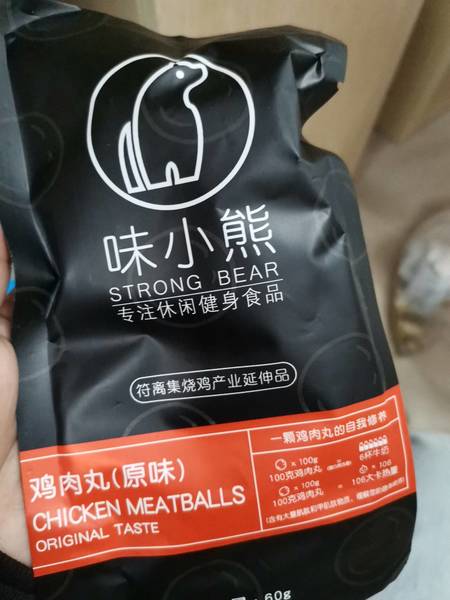 味小熊
STRONG BEAR
专注休闲健身食品
符离集烧鸡产业延伸品
鸡肉丸(原味)
CHICKEN MEATBALLS
ORIGINAL TASTE
一颗鸡肉丸的自我修养
× 100g
100克鸡肉丸 = 6杯牛奶
× 100g × 106
100克鸡肉丸 = 106大卡热量
60g